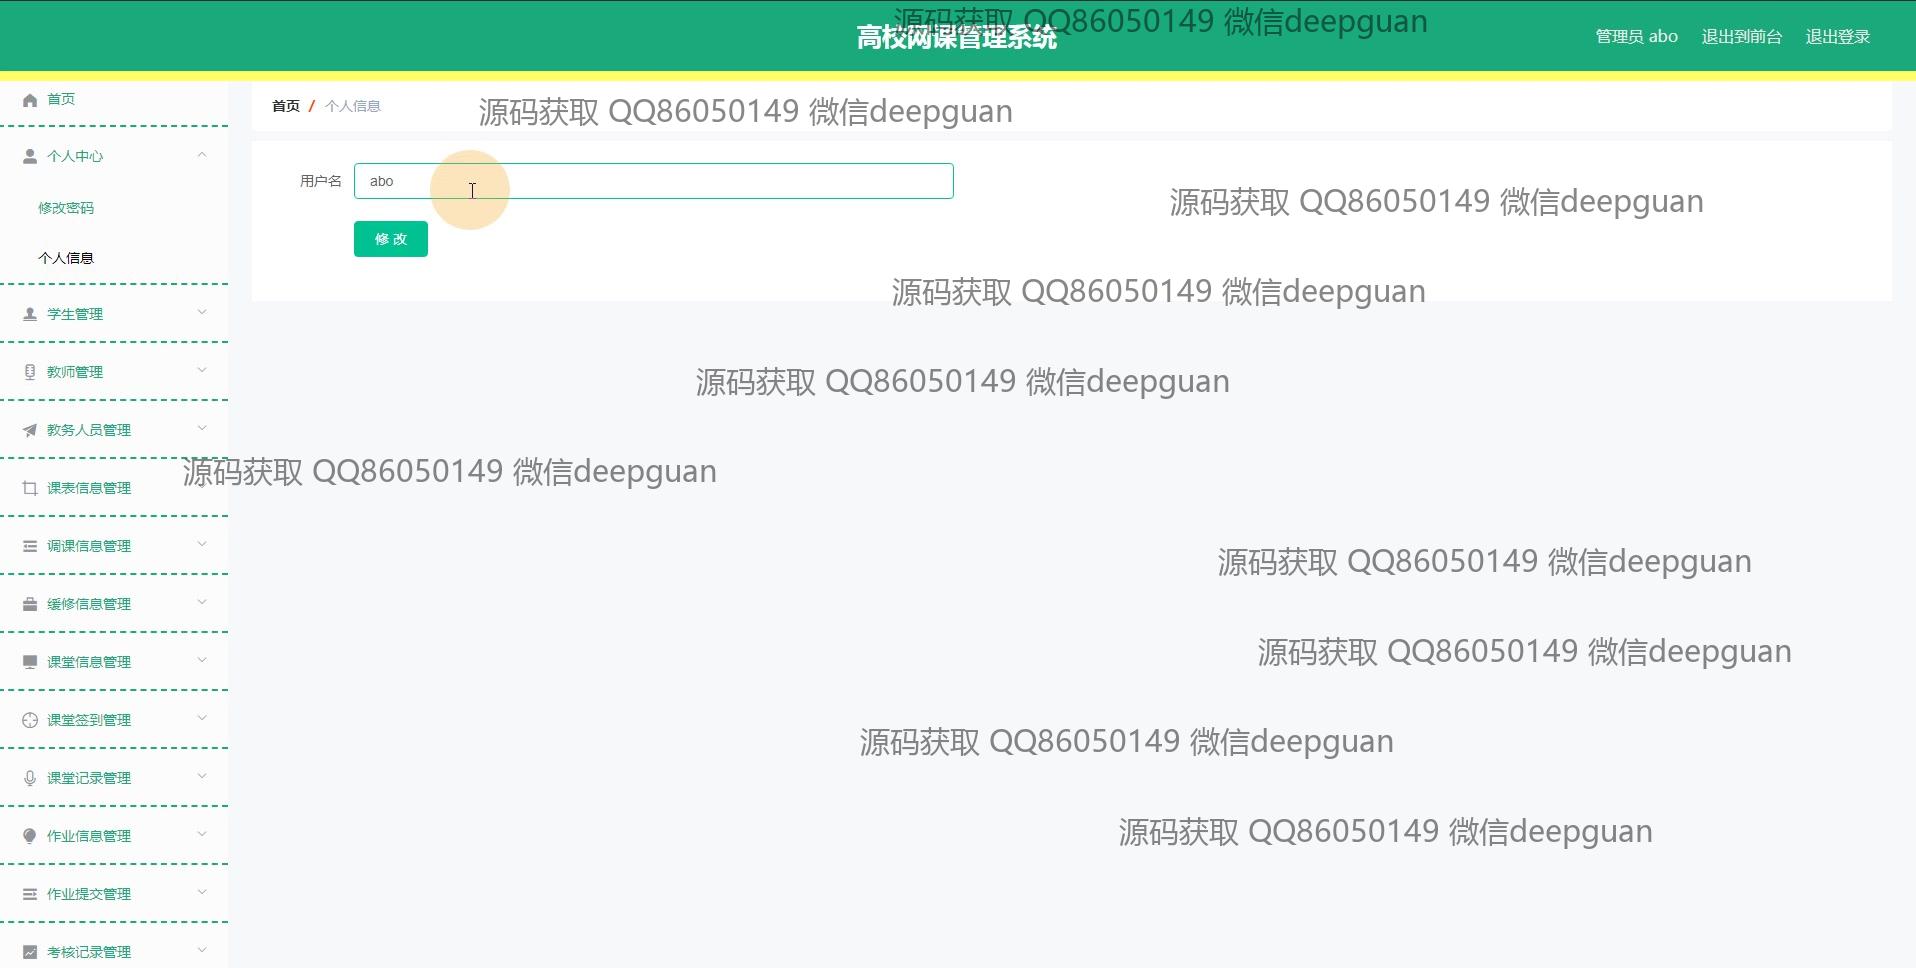 源码获取 QQ86050149 微信deepguan
高校网课管理系统
管理员 abo 退出到前台 退出登录
首页
首页 / 个人信息
源码获取 QQ86050149 微信deepguan
个人中心
用户名 abo
源码获取 QQ86050149 微信deepguan
修改密码
修 改
个人信息
源码获取 QQ86050149 微信deepguan
学生管理
教师管理
源码获取 QQ86050149 微信deepguan
教务人员管理
源码获取 QQ86050149 微信deepguan
课表信息管理
调课信息管理
源码获取 QQ86050149 微信deepguan
缓修信息管理
源码获取 QQ86050149 微信deepguan
课堂信息管理
课堂签到管理
源码获取 QQ86050149 微信deepguan
课堂记录管理
源码获取 QQ86050149 微信deepguan
作业信息管理
作业提交管理
考核记录管理